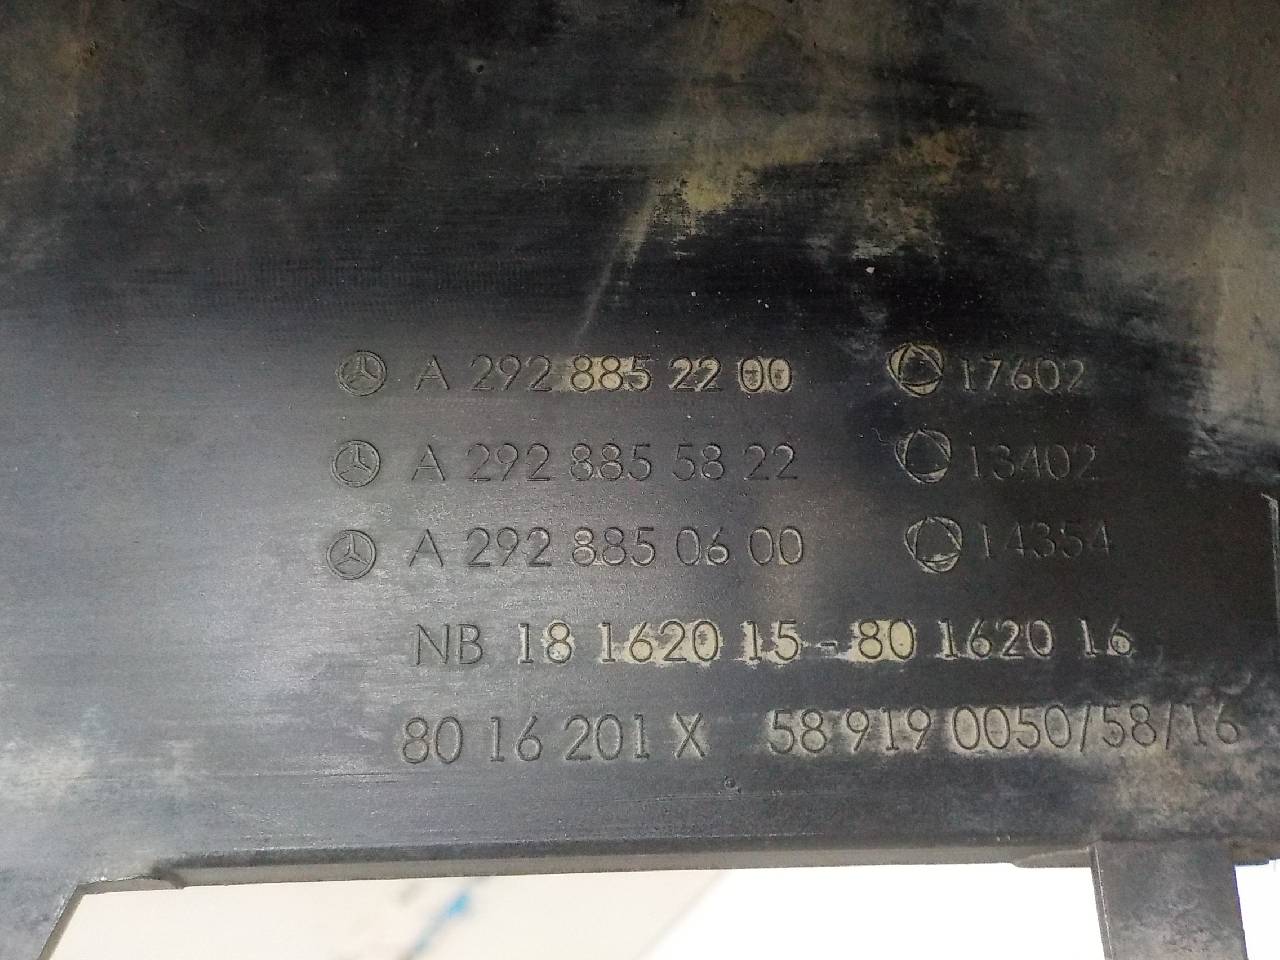 A 292 885 22 00 17602
A 292 885 58 22 13402
A 292 885 06 00 14354
NB 18 1620 15-80 1620 16
80 16 201 X 58 919 0050/58/16